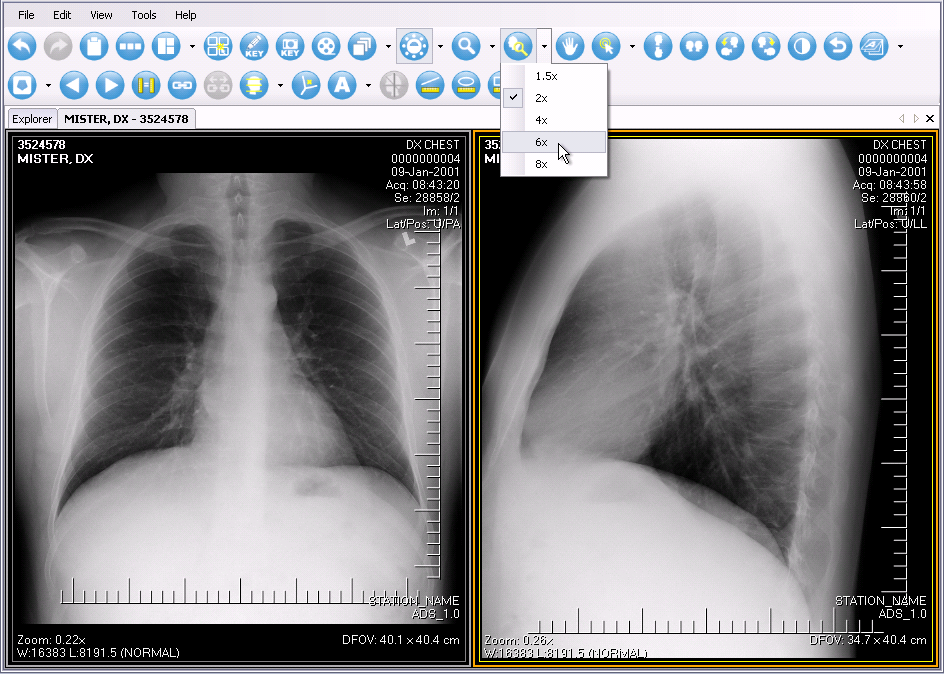 File Edit View Tools Help
KEY KEY
A
Explorer MISTER, DX - 3524578
1.5x
2x
4x
6x
8x
3524578
MISTER, DX
DX CHEST
0000000004
09-Jan-2001
Acq: 08:43:20
Se: 28858/2
Im: 1/1
Lat/Pos: U/PA
L
STATION_NAME
ADS_1.0
Zoom: 0.22x
DFOV: 40.1 x 40.4 cm
W:16383 L:8191.5 (NORMAL)
35
MI
DX CHEST
0000000004
09-Jan-2001
Acq: 08:43:58
Se: 28860/2
Im: 1/1
Lat/Pos: U/LL
STATION_NAME
ADS_1.0
Zoom: 0.26x
DFOV: 34.7 x 40.4 cm
W:16383 L:8191.5 (NORMAL)